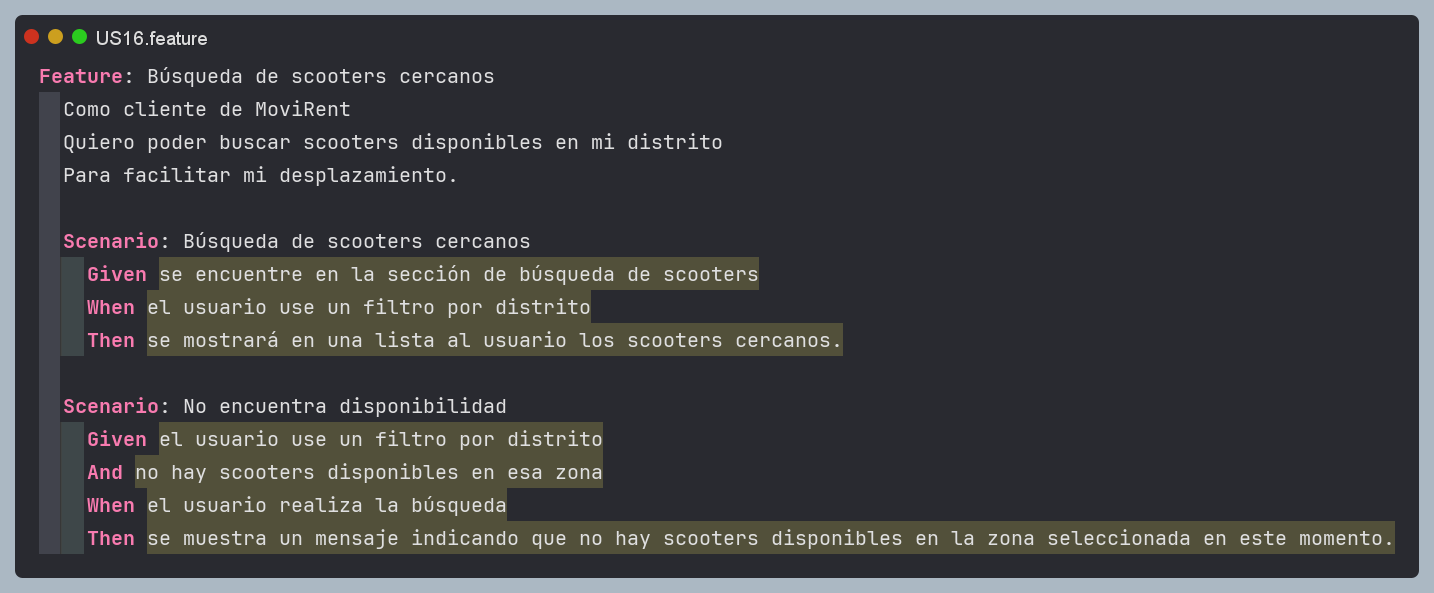 US16.feature
Feature: Búsqueda de scooters cercanos
Como cliente de MoviRent
Quiero poder buscar scooters disponibles en mi distrito
Para facilitar mi desplazamiento.
Scenario: Búsqueda de scooters cercanos
Given se encuentre en la sección de búsqueda de scooters
When el usuario use un filtro por distrito
Then se mostrará en una lista al usuario los scooters cercanos.
Scenario: No encuentra disponibilidad
Given el usuario use un filtro por distrito
And no hay scooters disponibles en esa zona
When el usuario realiza la búsqueda
Then se muestra un mensaje indicando que no hay scooters disponibles en la zona seleccionada en este momento.